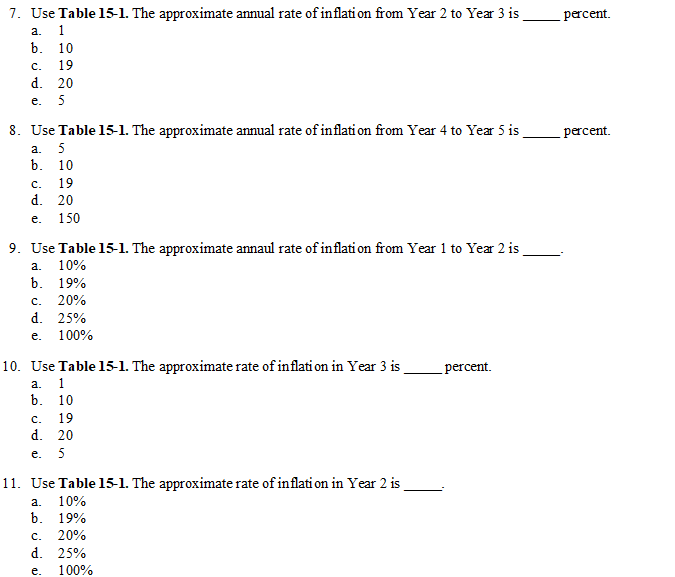 7. Use Table 15-1. The approximate annual rate of inflation from Year 2 to Year 3 is _____ percent.
a. 1
b. 10
c. 19
d. 20
e. 5
8. Use Table 15-1. The approximate annual rate of inflation from Year 4 to Year 5 is _____ percent.
a. 5
b. 10
c. 19
d. 20
e. 150
9. Use Table 15-1. The approximate annaul rate of inflation from Year 1 to Year 2 is _____.
a. 10%
b. 19%
c. 20%
d. 25%
e. 100%
10. Use Table 15-1. The approximate rate of inflation in Year 3 is _____ percent.
a. 1
b. 10
c. 19
d. 20
e. 5
11. Use Table 15-1. The approximate rate of inflation in Year 2 is _____.
a. 10%
b. 19%
c. 20%
d. 25%
e. 100%